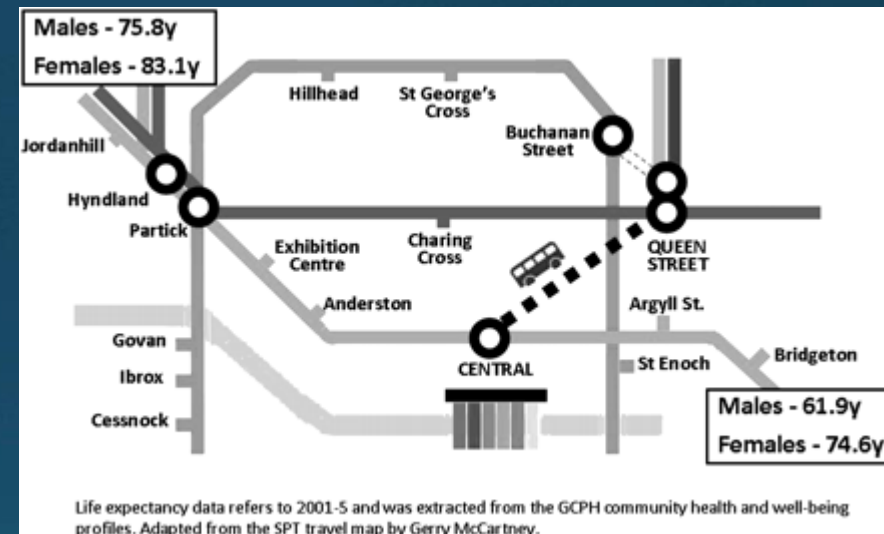 Males - 75.8y
Females - 83.1y
Hillhead
St George's
Cross
Buchanan
Street
Jordanhill
Hyndland
Partick
Exhibition
Centre
Charing
Cross
QUEEN
STREET
Anderston
Argyll St.
Govan
Ibrox
Cessnock
CENTRAL
St Enoch
Bridgeton
Males - 61.9y
Females - 74.6y
Life expectancy data refers to 2001-5 and was extracted from the GCPH community health and well-being
profiles. Adapted from the SPT travel map by Gerry McCartney.